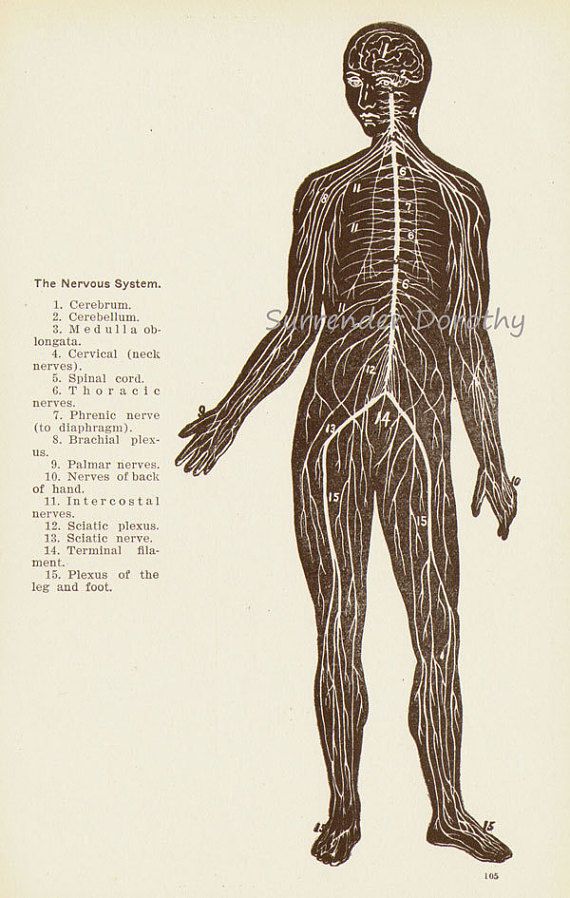 The Nervous System.
1. Cerebrum.
2. Cerebellum.
3. Medulla ob-
longata.
4. Cervical (neck
nerves).
5. Spinal cord.
6. Thoracic
nerves.
7. Phrenic nerve
(to diaphragm).
8. Brachial plex-
us.
9. Palmar nerves.
10. Nerves of back
of hand.
11. Intercostal
nerves.
12. Sciatic plexus.
13. Sciatic nerve.
14. Terminal fila-
ment.
15. Plexus of the
leg and foot.
1
2
4
6
11
8
7
11
6
6
11
Surrender Dorothy
12
9
13
14
10
15
15
15
15
105